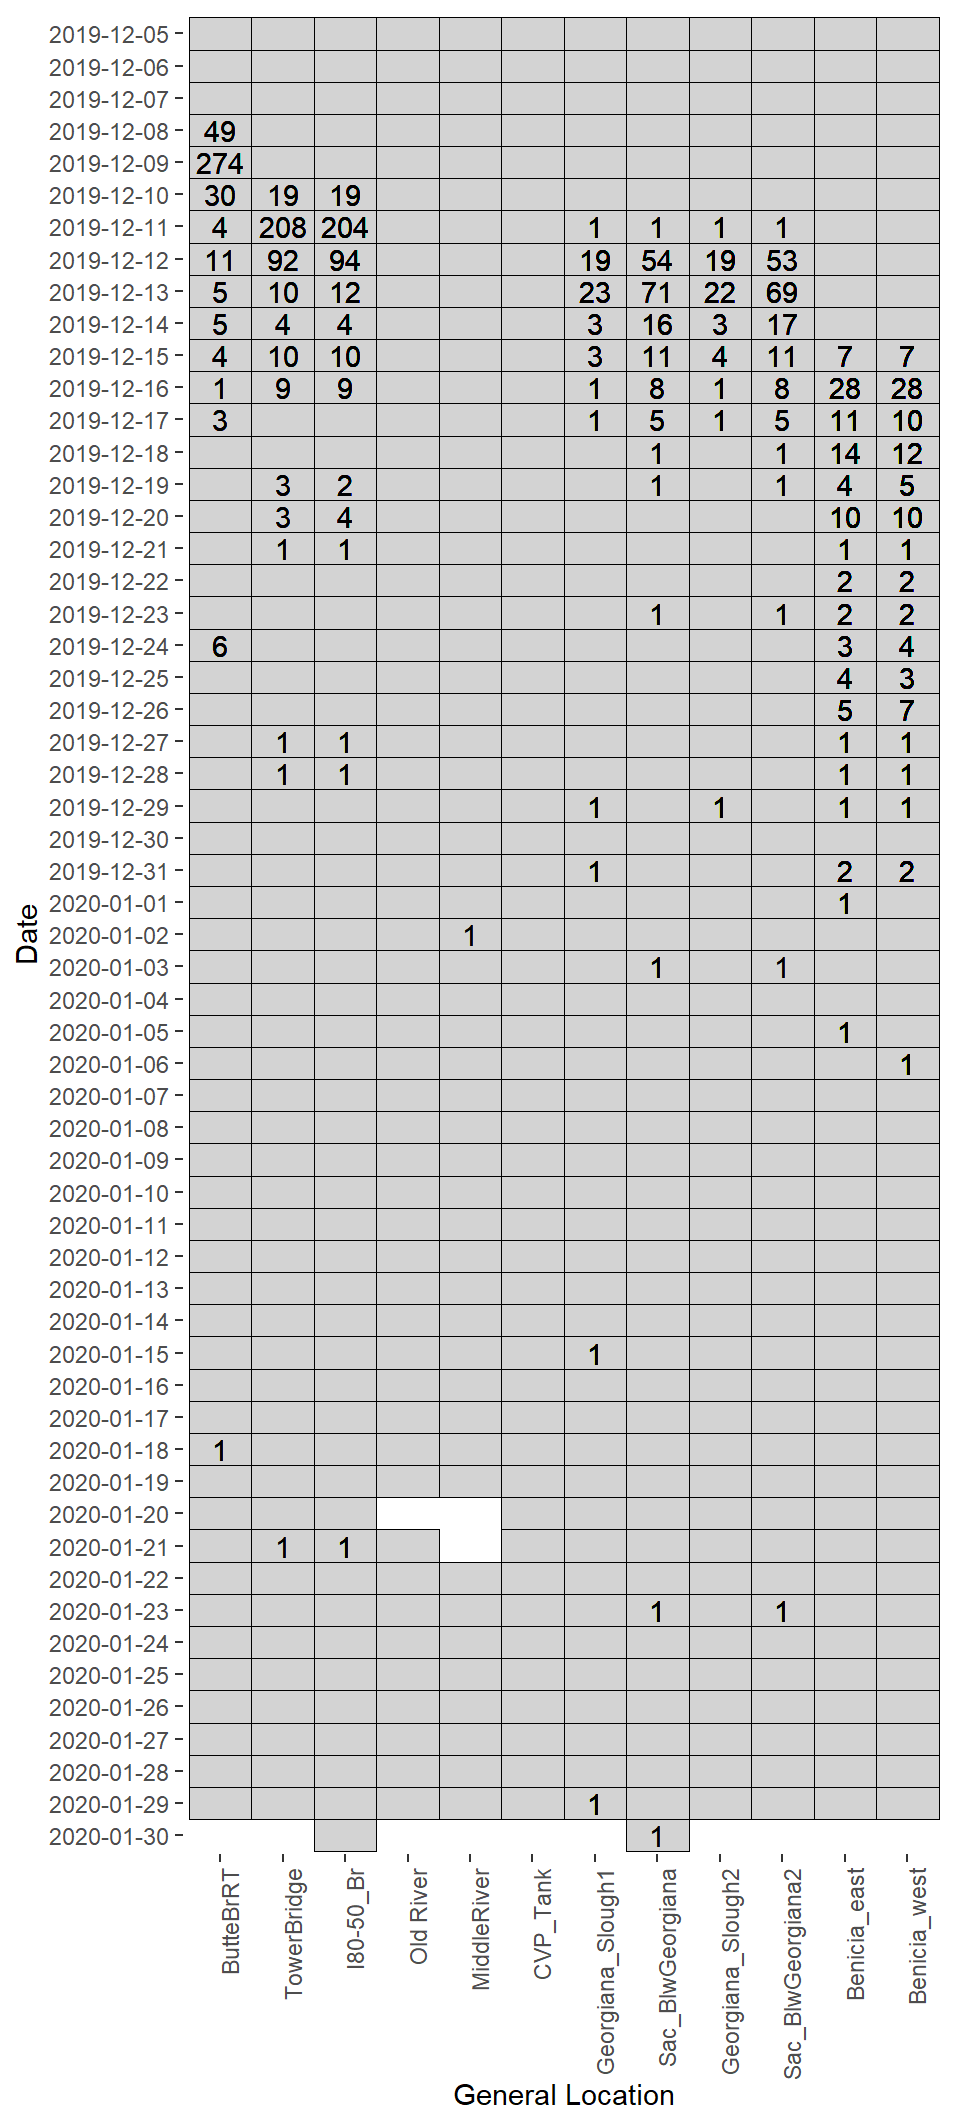 2019-12-05
2019-12-06
2019-12-07
2019-12-08 49
2019-12-09 274
2019-12-10 30 19 19
2019-12-11 4 208 204 1 1 1 1
2019-12-12 11 92 94 19 54 19 53
2019-12-13 5 10 12 23 71 22 69
2019-12-14 5 4 4 3 16 3 17
2019-12-15 4 10 10 3 11 4 11 7 7
2019-12-16 1 9 9 1 8 1 8 28 28
2019-12-17 3 1 5 1 5 11 10
2019-12-18 1 1 14 12
2019-12-19 3 2 1 1 4 5
2019-12-20 3 4 10 10
2019-12-21 1 1 1 1
2019-12-22 2 2
2019-12-23 1 1 2 2
2019-12-24 6 3 4
2019-12-25 4 3
2019-12-26 5 7
2019-12-27 1 1 1 1
2019-12-28 1 1 1 1
2019-12-29 1 1 1 1
2019-12-30
2019-12-31 1 2 2
2020-01-01 1
2020-01-02 1
2020-01-03 1 1
2020-01-04
2020-01-05 1
2020-01-06 1
2020-01-07
2020-01-08
2020-01-09
2020-01-10
2020-01-11
2020-01-12
2020-01-13
2020-01-14
2020-01-15 1
2020-01-16
2020-01-17
2020-01-18 1
2020-01-19
2020-01-20
2020-01-21 1 1
2020-01-22
2020-01-23 1 1
2020-01-24
2020-01-25
2020-01-26
2020-01-27
2020-01-28
2020-01-29 1
2020-01-30 1
Date
ButteBrRT
TowerBridge
I80-50_Br
Old River
MiddleRiver
CVP_Tank
Georgiana_Slough1
Sac_BlwGeorgiana
Georgiana_Slough2
Sac_BlwGeorgiana2
Benicia_east
Benicia_west
General Location